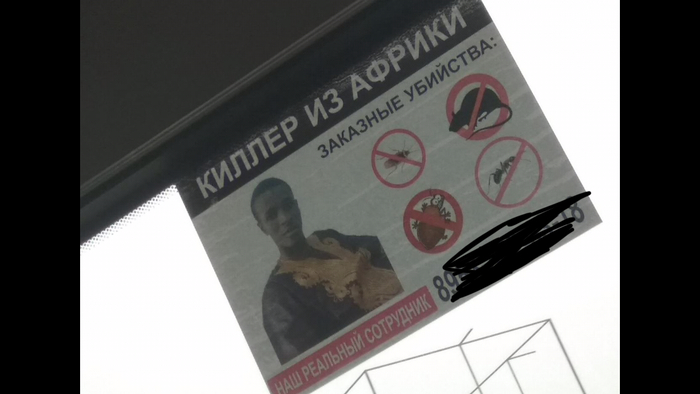 КИЛЛЕР ИЗ АФРИКИ
ЗАКАЗНЫЕ УБИЙСТВА:
НАШ РЕАЛЬНЫЙ СОТРУДНИК